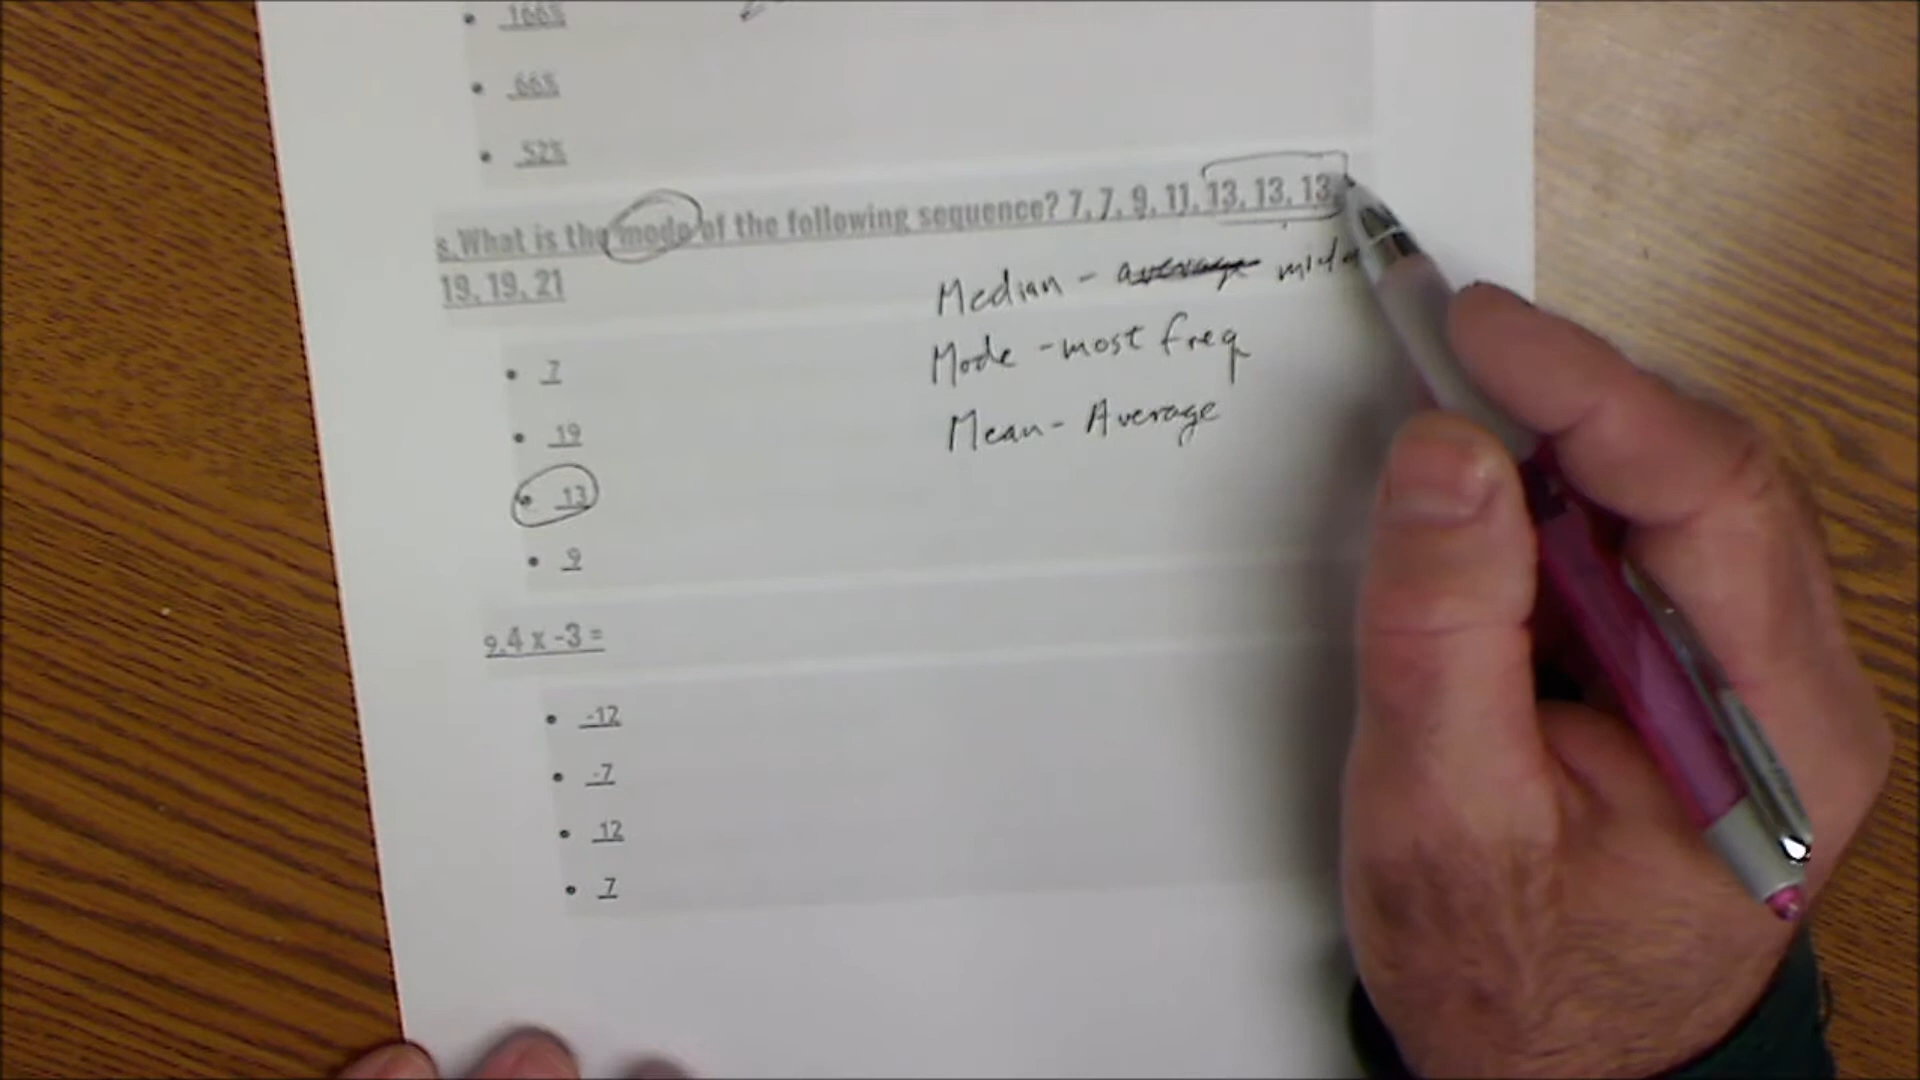 166%
66%
52%
8.What is the mode of the following sequence? 7, 7, 9, 11, 13, 13, 13,
19, 19, 21
Median - average
Mode - most freq
Mean - Average
7
19
13
9
9.4 x -3 =
-12
-7
12
7